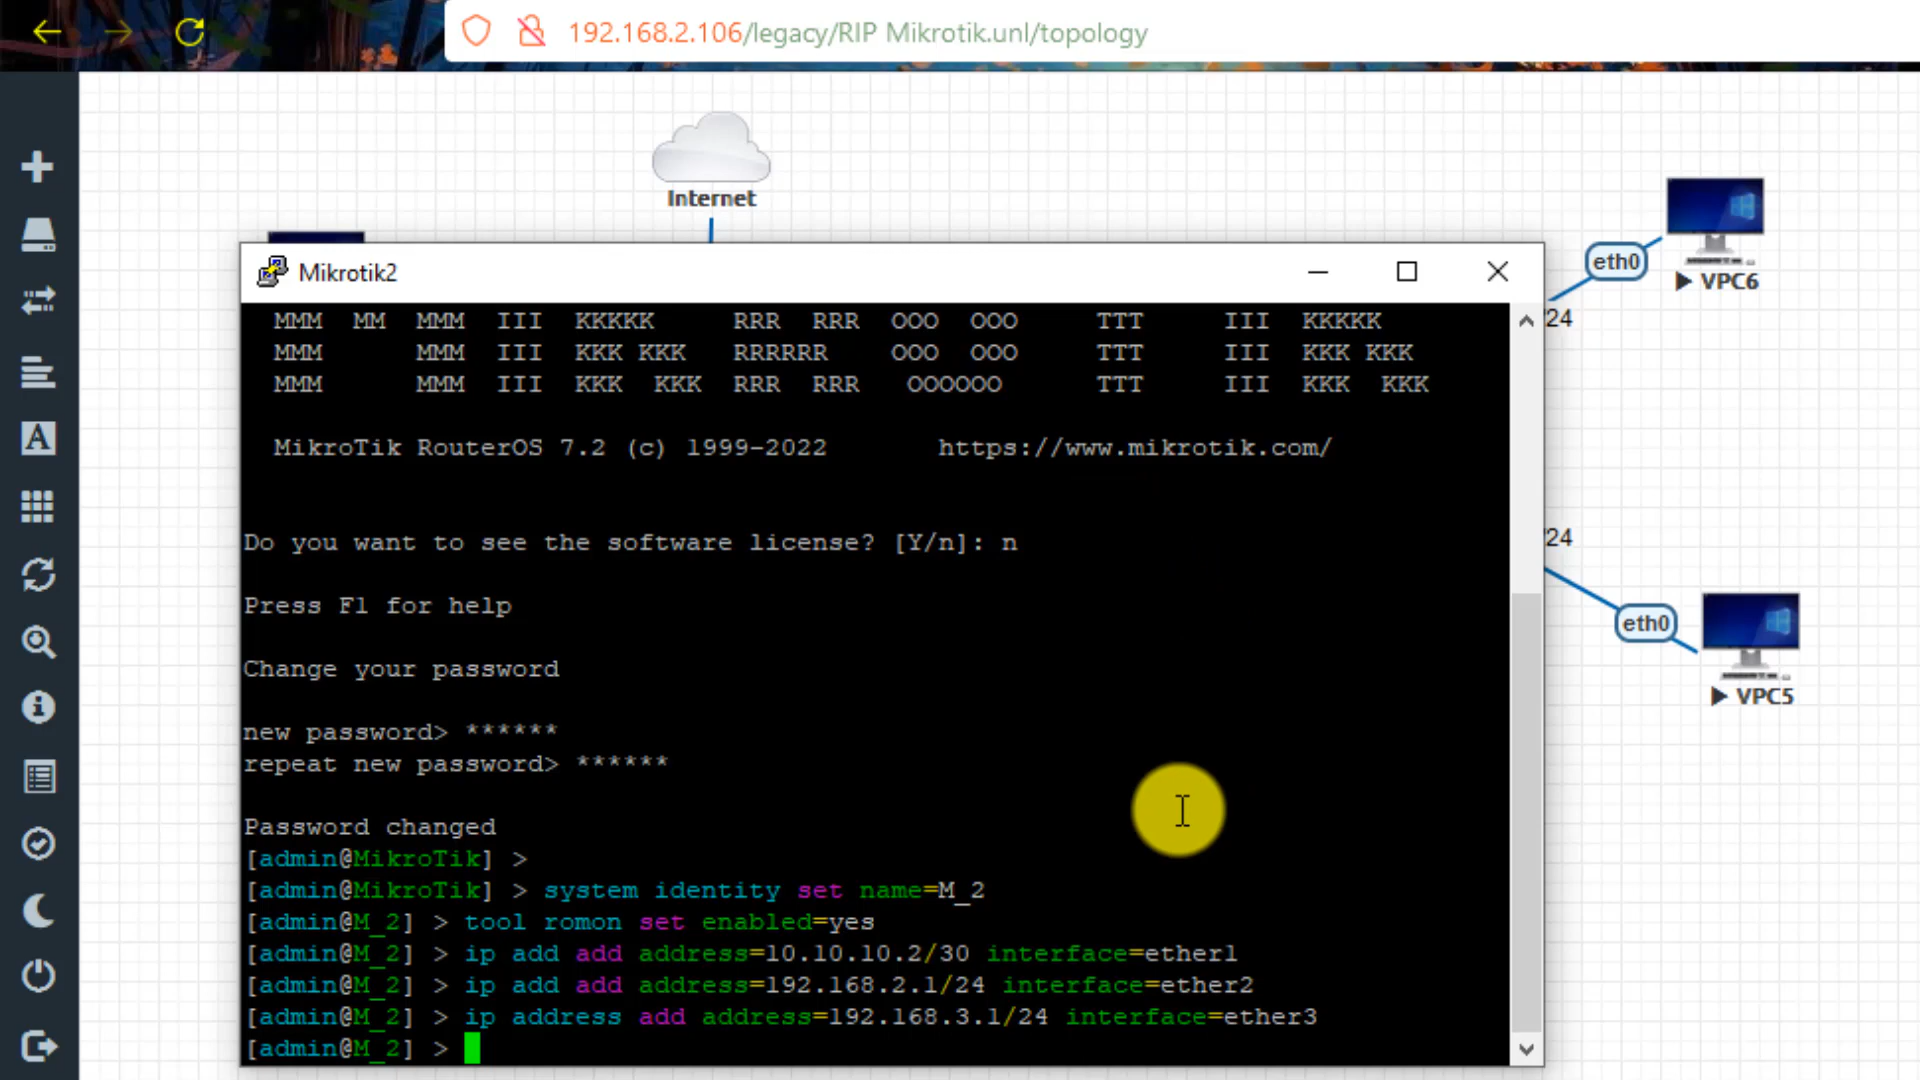 192.168.2.106/legacy/RIP Mikrotik.unl/topology
Internet
eth0
VPC6
Mikrotik2
/24
MMM  MM  MMM  III  KKKKK     RRR  RRR  OOO  OOO     TTT     III  KKKKK
MMM      MMM  III  KKK KKK   RRRRRR    OOO  OOO     TTT     III  KKK KKK
MMM      MMM  III  KKK  KKK  RRR  RRR   OOOOOO      TTT     III  KKK  KKK
MikroTik RouterOS 7.2 (c) 1999-2022       https://www.mikrotik.com/
Do you want to see the software license? [Y/n]: n
/24
Press F1 for help
eth0
Change your password
VPC5
new password> ******
repeat new password> ******
Password changed
[admin@MikroTik] >
[admin@MikroTik] > system identity set name=M_2
[admin@M_2] > tool romon set enabled=yes
[admin@M_2] > ip add add address=10.10.10.2/30 interface=ether1
[admin@M_2] > ip add add address=192.168.2.1/24 interface=ether2
[admin@M_2] > ip address add address=192.168.3.1/24 interface=ether3
[admin@M_2] >